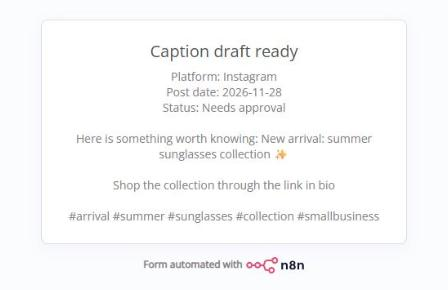 Caption draft ready
Platform: Instagram
Post date: 2026-11-28
Status: Needs approval
Here is something worth knowing: New arrival: summer
sunglasses collection ✨
Shop the collection through the link in bio
#arrival #summer #sunglasses #collection #smallbusiness
Form automated with n8n